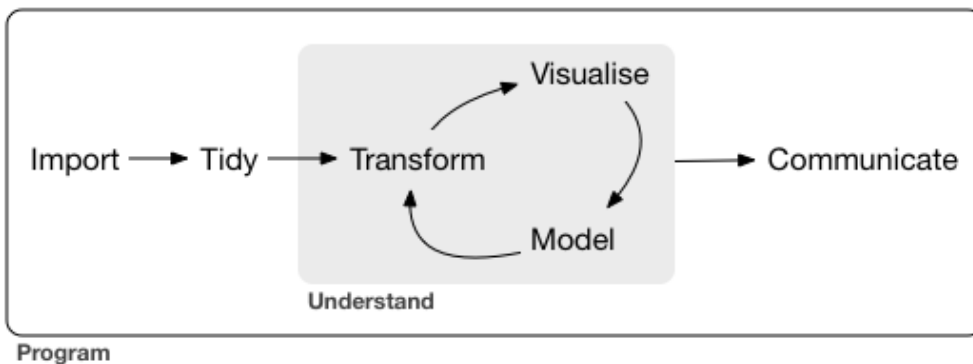 Visualise
Import
Tidy
Transform
Communicate
Model
Understand
Program